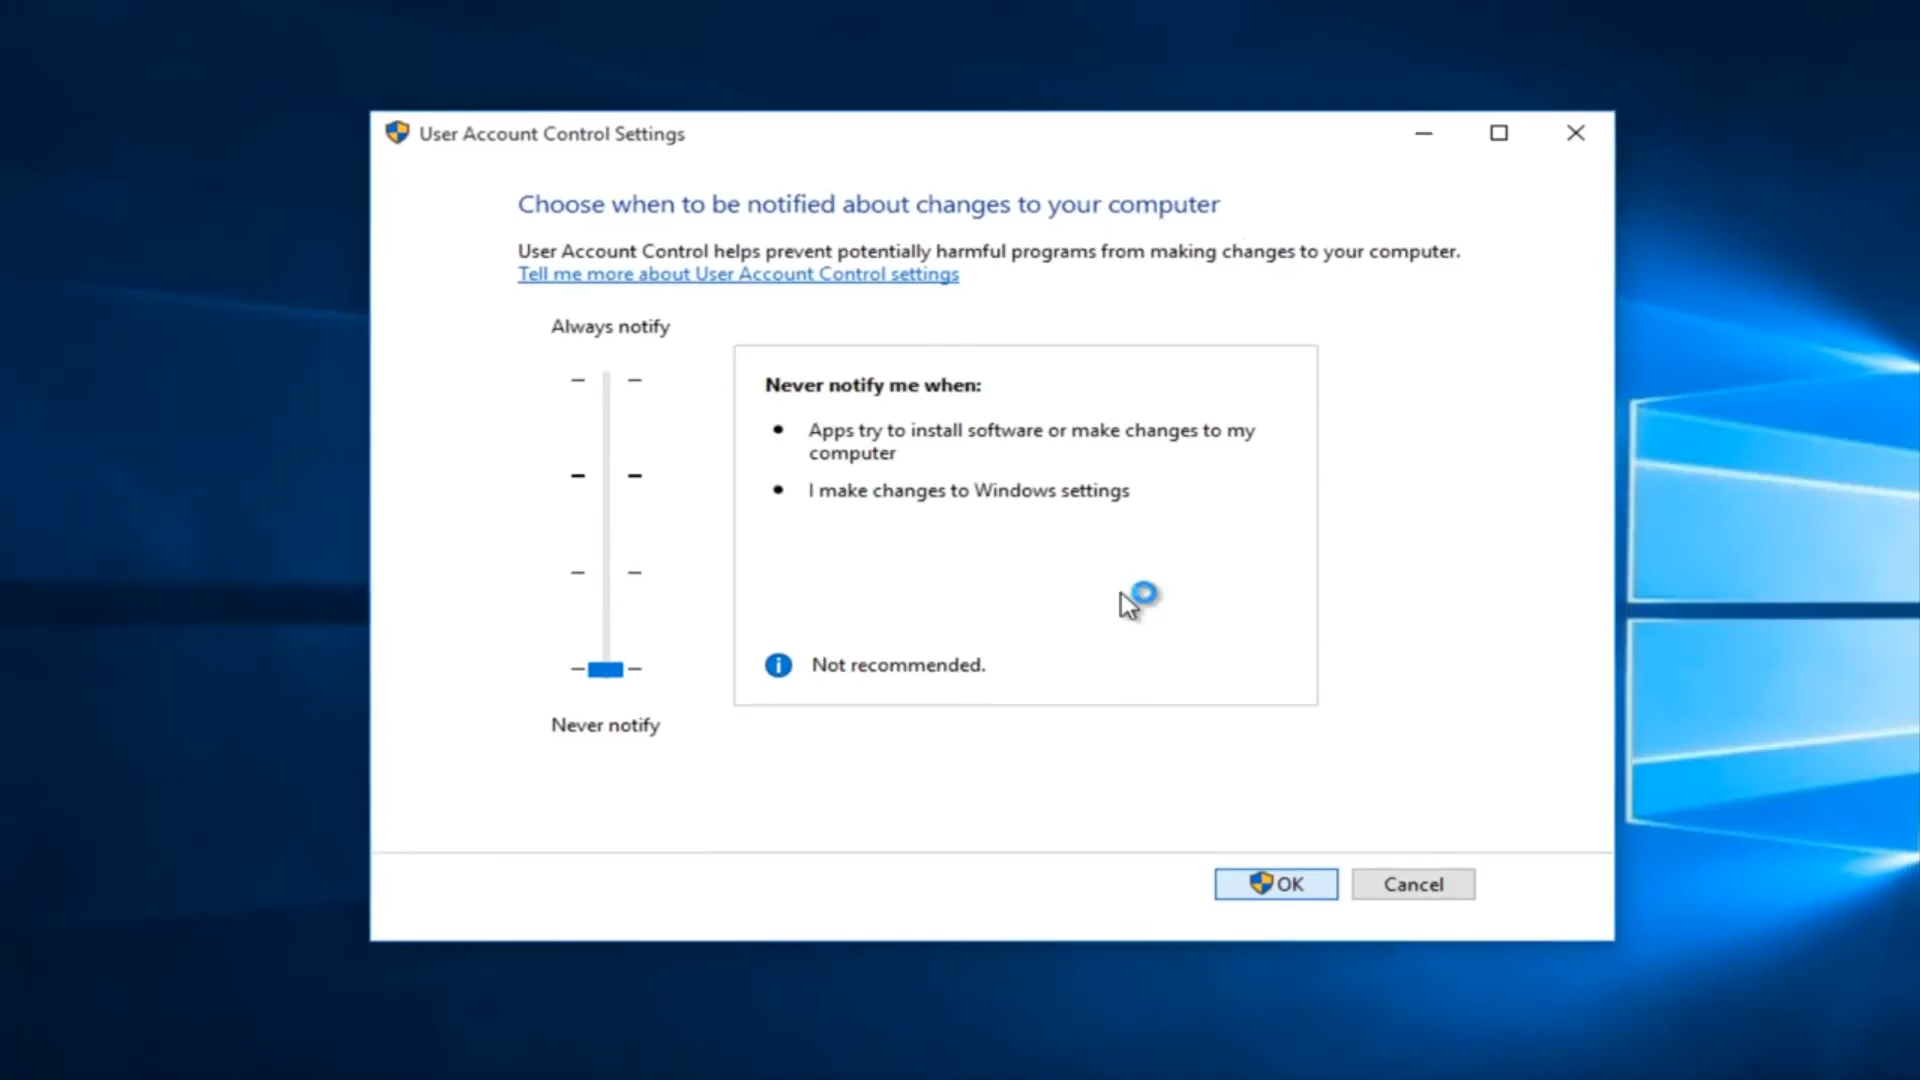 User Account Control Settings
Choose when to be notified about changes to your computer
User Account Control helps prevent potentially harmful programs from making changes to your computer.
Tell me more about User Account Control settings
Always notify
Never notify me when:
Apps try to install software or make changes to my
computer
I make changes to Windows settings
Not recommended.
Never notify
OK
Cancel